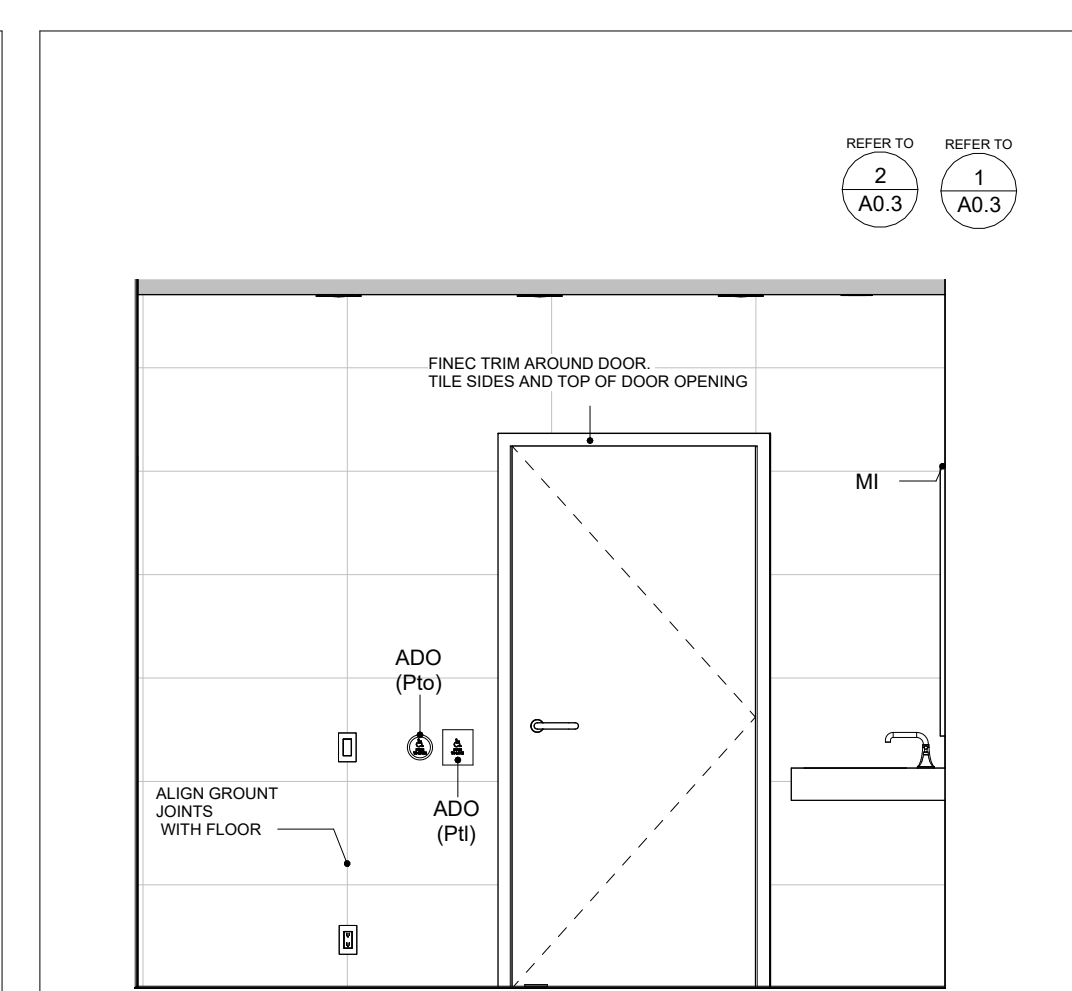 REFER TO
2
A0.3
REFER TO
1
A0.3
FINEC TRIM AROUND DOOR.
TILE SIDES AND TOP OF DOOR OPENING
MI
ADO
(Pto)
ADO
(Ptl)
ALIGN GROUNT
JOINTS
WITH FLOOR